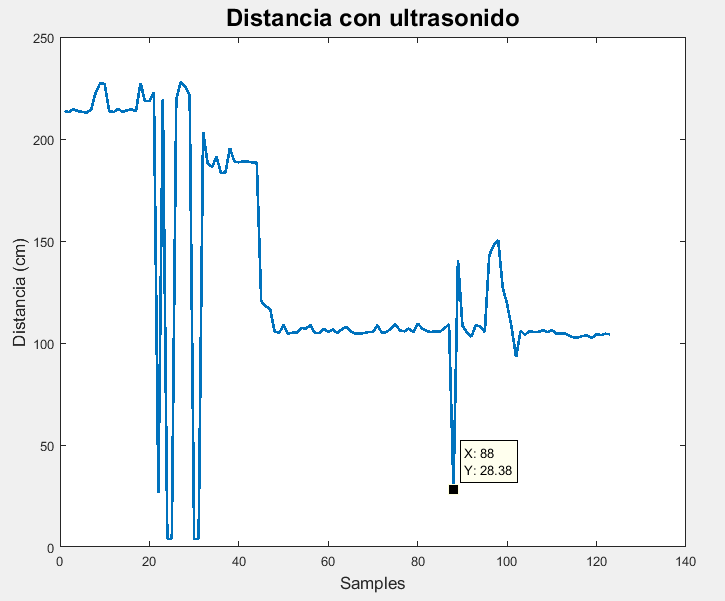 Distancia con ultrasonido
250
200
150
100
50
0
Distancia (cm)
X: 88
Y: 28.38
0 20 40 60 80 100 120 140
Samples